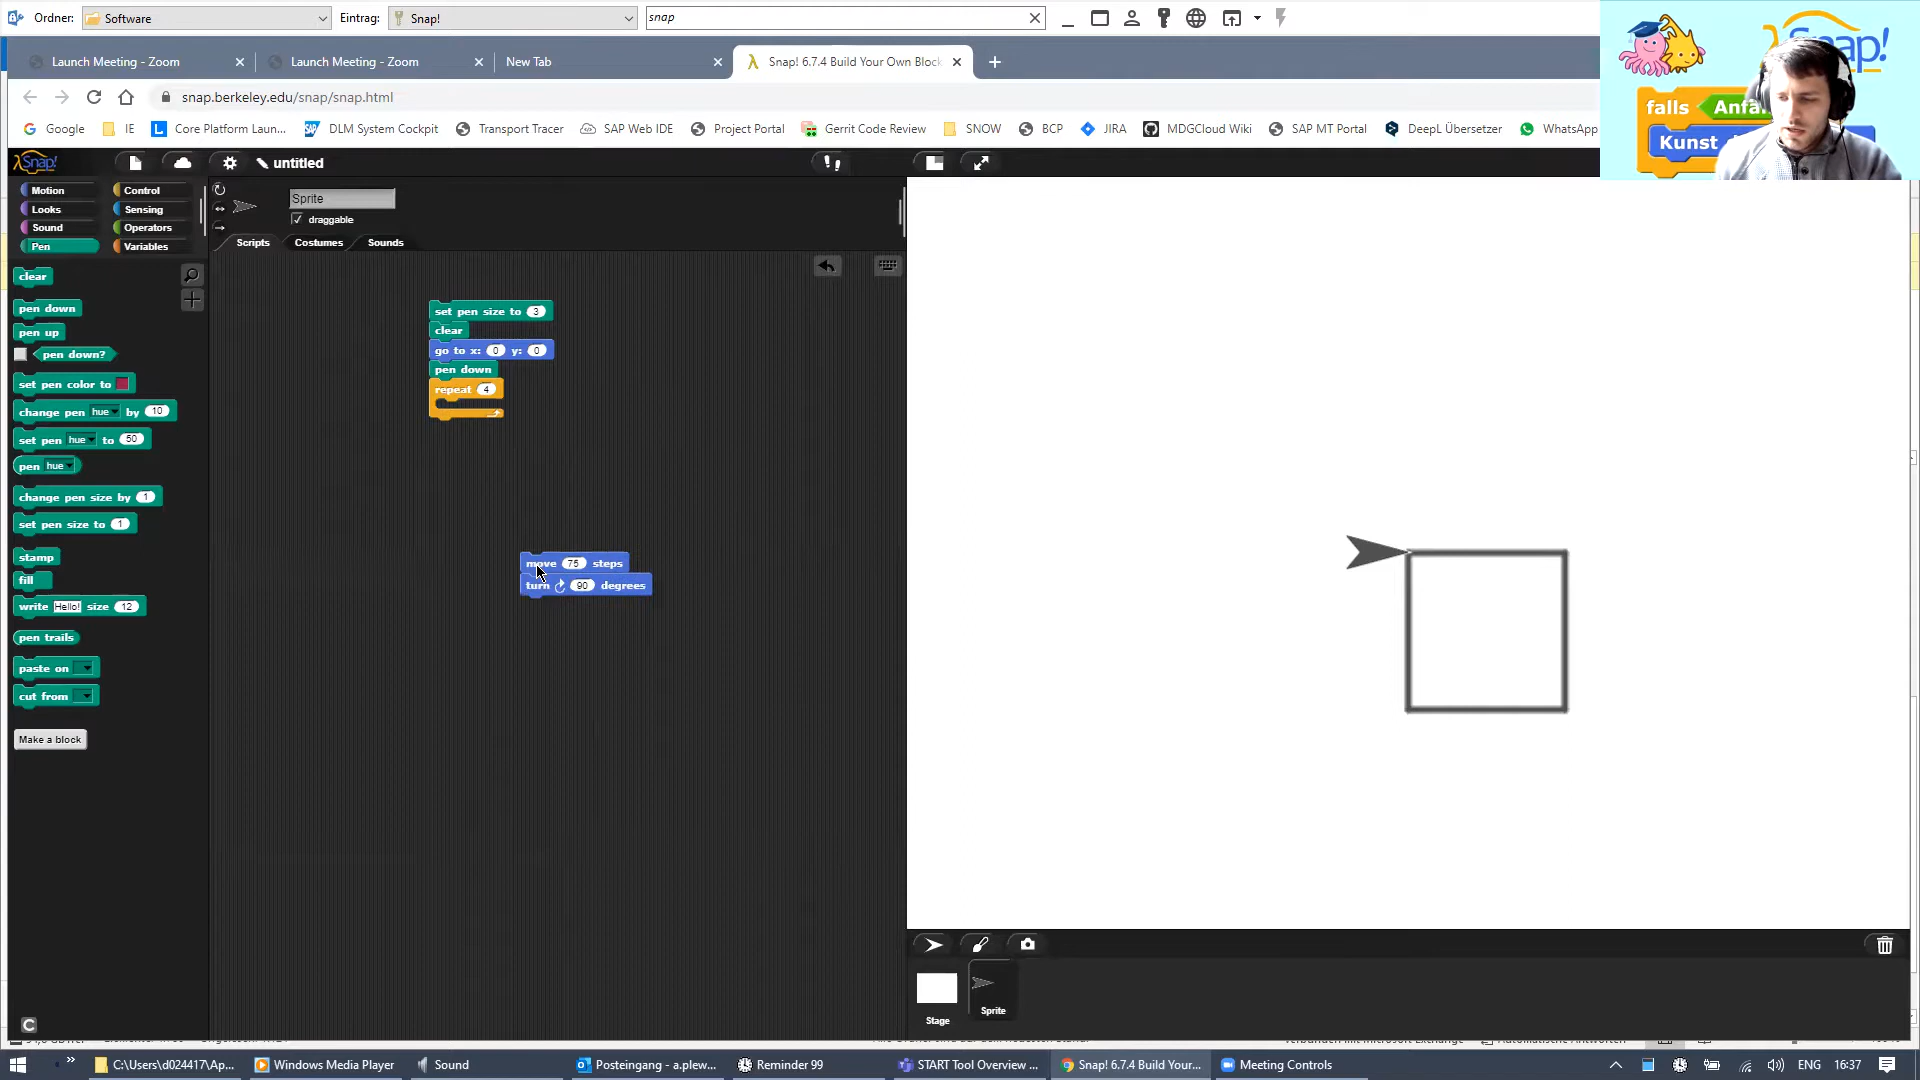 Ordner: Software Eintrag: Snap! snap
Launch Meeting - Zoom Launch Meeting - Zoom New Tab Snap! 6.7.4 Build Your Own Block
snap.berkeley.edu/snap/snap.html
Google IE Core Platform Laun... DLM System Cockpit Transport Tracer SAP Web IDE Project Portal Gerrit Code Review SNOW BCP JIRA MDGCloud Wiki SAP MT Portal DeepL Übersetzer WhatsApp
Snap!
falls
Kunst
Snap! untitled
Motion Control
Looks Sensing
Sound Operators
Pen Variables
Sprite
draggable
Scripts Costumes Sounds
clear
pen down
pen up
pen down?
set pen color to
change pen hue by 10
set pen hue to 50
pen hue
change pen size by 1
set pen size to 1
stamp
fill
write Hello! size 12
pen trails
paste on
cut from
Make a block
set pen size to 3
clear
go to x: 0 y: 0
pen down
repeat 4
move 75 steps
turn 90 degrees
Stage
Sprite
C:\Users\d024417\Ap... Windows Media Player Sound Posteingang - a.plew... Reminder 99 START Tool Overview ... Snap! 6.7.4 Build Your... Meeting Controls ENG 16:37